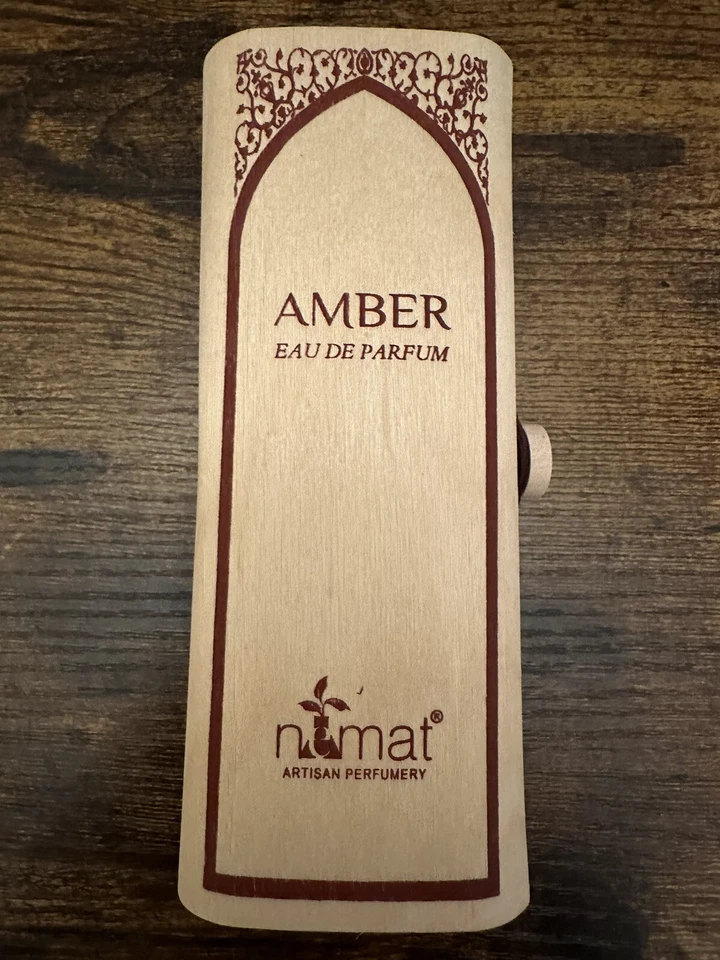 AMBER
EAU DE PARFUM
nemat®
ARTISAN PERFUMERY